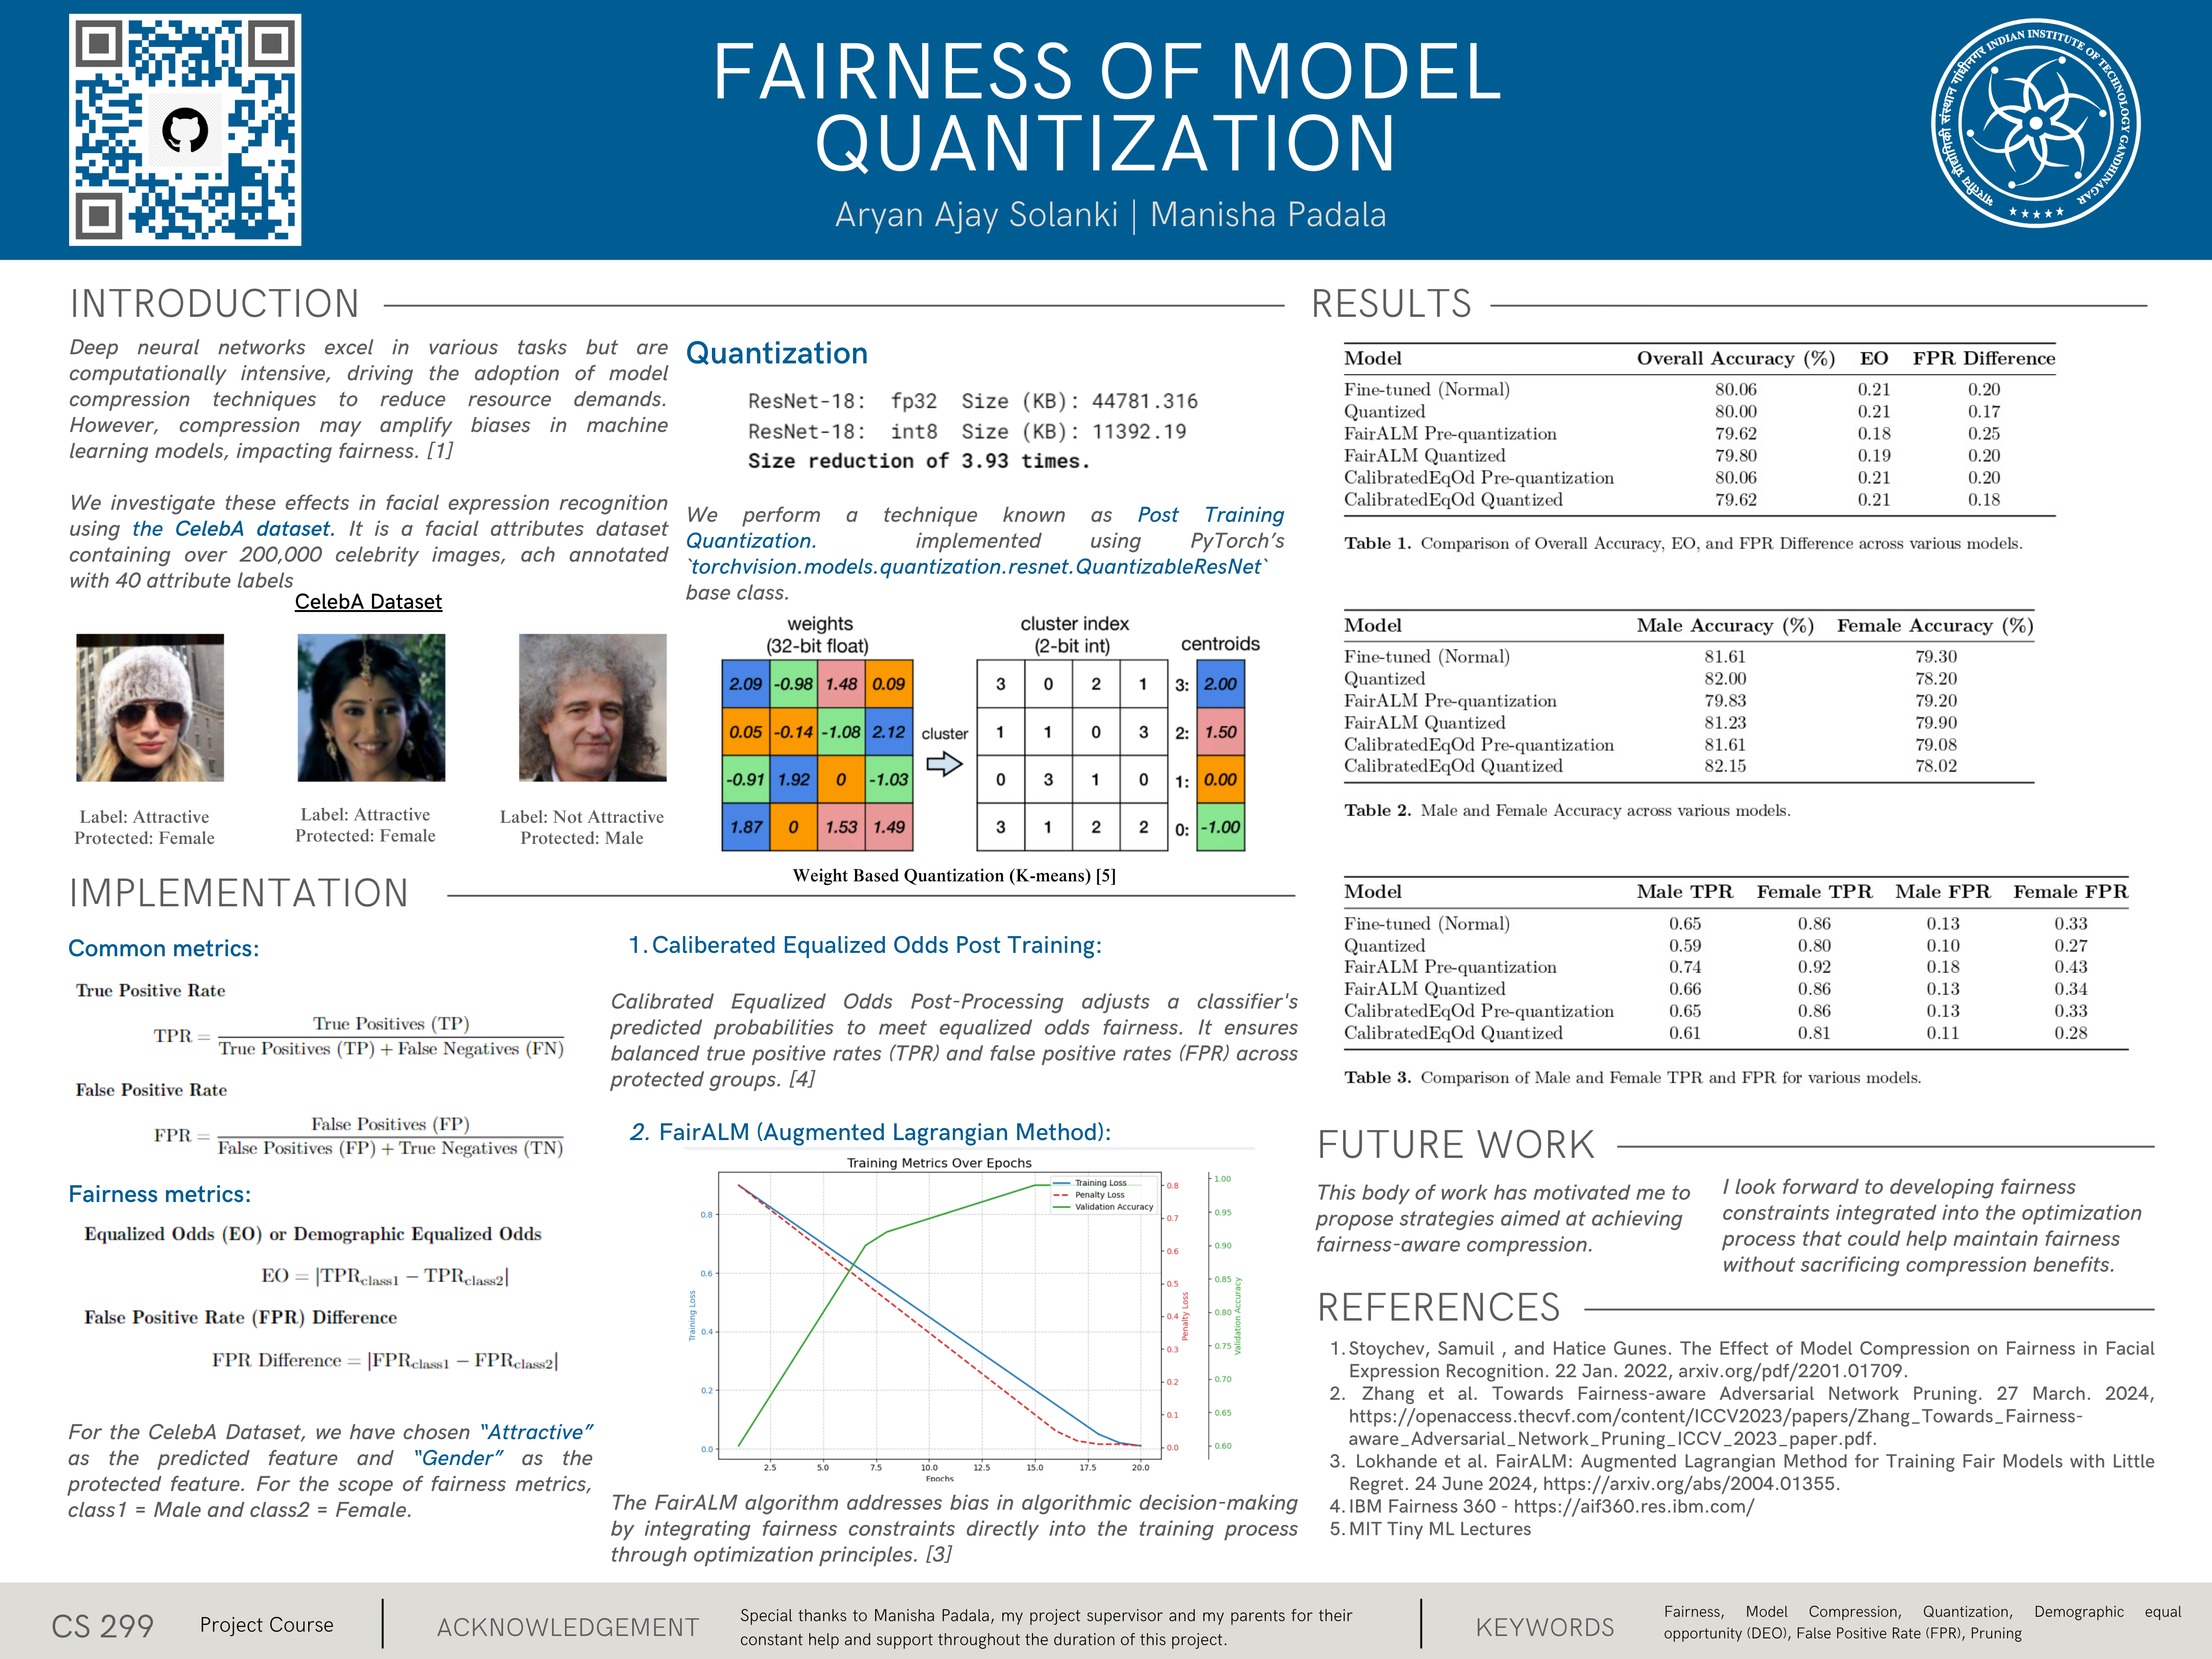 FAIRNESS OF MODEL
QUANTIZATION
Aryan Ajay Solanki | Manisha Padala
भारतीय प्रौद्योगिकी संस्थान गांधीनगर INDIAN INSTITUTE OF TECHNOLOGY GANDHINAGAR
INTRODUCTION
Deep neural networks excel in various tasks but are
computationally intensive, driving the adoption of model
compression techniques to reduce resource demands.
However, compression may amplify biases in machine
learning models, impacting fairness. [1]
We investigate these effects in facial expression recognition
using the CelebA dataset. It is a facial attributes dataset
containing over 200,000 celebrity images, ach annotated
with 40 attribute labels
CelebA Dataset
Label: Attractive
Protected: Female
Label: Attractive
Protected: Female
Label: Not Attractive
Protected: Male
Quantization
ResNet-18: fp32 Size (KB): 44781.316
ResNet-18: int8 Size (KB): 11392.19
Size reduction of 3.93 times.
We perform a technique known as Post Training
Quantization. implemented using PyTorch’s
`torchvision.models.quantization.resnet.QuantizableResNet`
base class.
weights
(32-bit float)
cluster index
(2-bit int)
centroids
2.09 -0.98 1.48 0.09
0.05 -0.14 -1.08 2.12
-0.91 1.92 0 -1.03
1.87 0 1.53 1.49
cluster
3 0 2 1 3: 2.00
1 1 0 3 2: 1.50
0 3 1 0 1: 0.00
3 1 2 2 0: -1.00
Weight Based Quantization (K-means) [5]
IMPLEMENTATION
Common metrics:
True Positive Rate
TPR = True Positives (TP) / True Positives (TP) + False Negatives (FN)
False Positive Rate
FPR = False Positives (FP) / False Positives (FP) + True Negatives (TN)
Fairness metrics:
Equalized Odds (EO) or Demographic Equalized Odds
EO = |TPRclass1 − TPRclass2|
False Positive Rate (FPR) Difference
FPR Difference = |FPRclass1 − FPRclass2|
For the CelebA Dataset, we have chosen “Attractive”
as the predicted feature and “Gender” as the
protected feature. For the scope of fairness metrics,
class1 = Male and class2 = Female.
1. Caliberated Equalized Odds Post Training:
Calibrated Equalized Odds Post-Processing adjusts a classifier's
predicted probabilities to meet equalized odds fairness. It ensures
balanced true positive rates (TPR) and false positive rates (FPR) across
protected groups. [4]
2. FairALM (Augmented Lagrangian Method):
Training Metrics Over Epochs
Training Loss
Penalty Loss
Validation Accuracy
Training Loss
0.8
0.6
0.4
0.2
0.0
2.5 5.0 7.5 10.0 12.5 15.0 17.5 20.0
Epochs
0.8
0.7
0.6
0.5
0.4
0.3
0.2
0.1
0.0
Penalty Loss
1.00
0.95
0.90
0.85
0.80
0.75
0.70
0.65
0.60
Validation Accuracy
The FairALM algorithm addresses bias in algorithmic decision-making
by integrating fairness constraints directly into the training process
through optimization principles. [3]
RESULTS
Model Overall Accuracy (%) EO FPR Difference
Fine-tuned (Normal) 80.06 0.21 0.20
Quantized 80.00 0.21 0.17
FairALM Pre-quantization 79.62 0.18 0.25
FairALM Quantized 79.80 0.19 0.20
CalibratedEqOd Pre-quantization 80.06 0.21 0.20
CalibratedEqOd Quantized 79.62 0.21 0.18
Table 1. Comparison of Overall Accuracy, EO, and FPR Difference across various models.
Model Male Accuracy (%) Female Accuracy (%)
Fine-tuned (Normal) 81.61 79.30
Quantized 82.00 78.20
FairALM Pre-quantization 79.83 79.20
FairALM Quantized 81.23 79.90
CalibratedEqOd Pre-quantization 81.61 79.08
CalibratedEqOd Quantized 82.15 78.02
Table 2. Male and Female Accuracy across various models.
Model Male TPR Female TPR Male FPR Female FPR
Fine-tuned (Normal) 0.65 0.86 0.13 0.33
Quantized 0.59 0.80 0.10 0.27
FairALM Pre-quantization 0.74 0.92 0.18 0.43
FairALM Quantized 0.66 0.86 0.13 0.34
CalibratedEqOd Pre-quantization 0.65 0.86 0.13 0.33
CalibratedEqOd Quantized 0.61 0.81 0.11 0.28
Table 3. Comparison of Male and Female TPR and FPR for various models.
FUTURE WORK
This body of work has motivated me to
propose strategies aimed at achieving
fairness-aware compression.
I look forward to developing fairness
constraints integrated into the optimization
process that could help maintain fairness
without sacrificing compression benefits.
REFERENCES
1. Stoychev, Samuil , and Hatice Gunes. The Effect of Model Compression on Fairness in Facial
Expression Recognition. 22 Jan. 2022, arxiv.org/pdf/2201.01709.
2. Zhang et al. Towards Fairness-aware Adversarial Network Pruning. 27 March. 2024,
https://openaccess.thecvf.com/content/ICCV2023/papers/Zhang_Towards_Fairness-
aware_Adversarial_Network_Pruning_ICCV_2023_paper.pdf.
3. Lokhande et al. FairALM: Augmented Lagrangian Method for Training Fair Models with Little
Regret. 24 June 2024, https://arxiv.org/abs/2004.01355.
4. IBM Fairness 360 - https://aif360.res.ibm.com/
5. MIT Tiny ML Lectures
CS 299
Project Course
ACKNOWLEDGEMENT
Special thanks to Manisha Padala, my project supervisor and my parents for their
constant help and support throughout the duration of this project.
KEYWORDS
Fairness, Model Compression, Quantization, Demographic equal
opportunity (DEO), False Positive Rate (FPR), Pruning